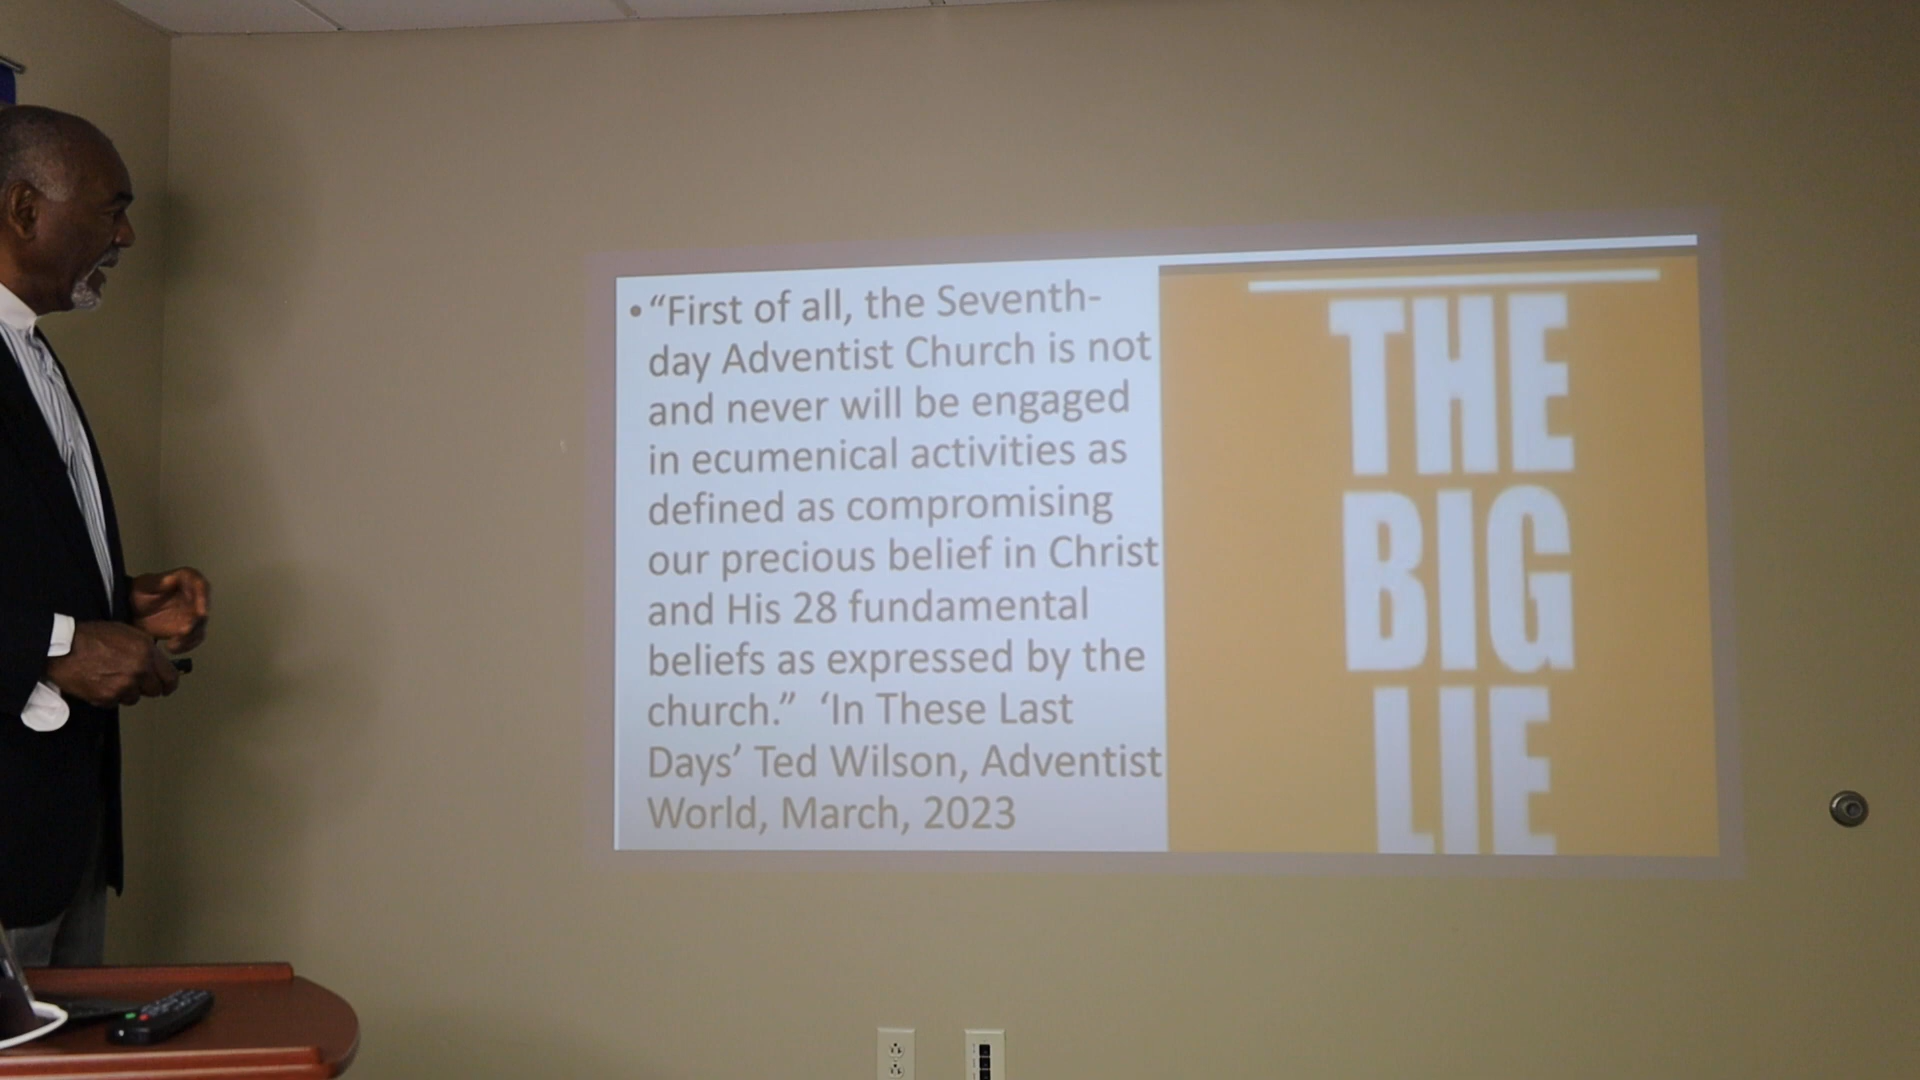 • “First of all, the Seventh-
day Adventist Church is not
and never will be engaged
in ecumenical activities as
defined as compromising
our precious belief in Christ
and His 28 fundamental
beliefs as expressed by the
church.”  ‘In These Last
Days’ Ted Wilson, Adventist
World, March, 2023
THE
BIG
LIE